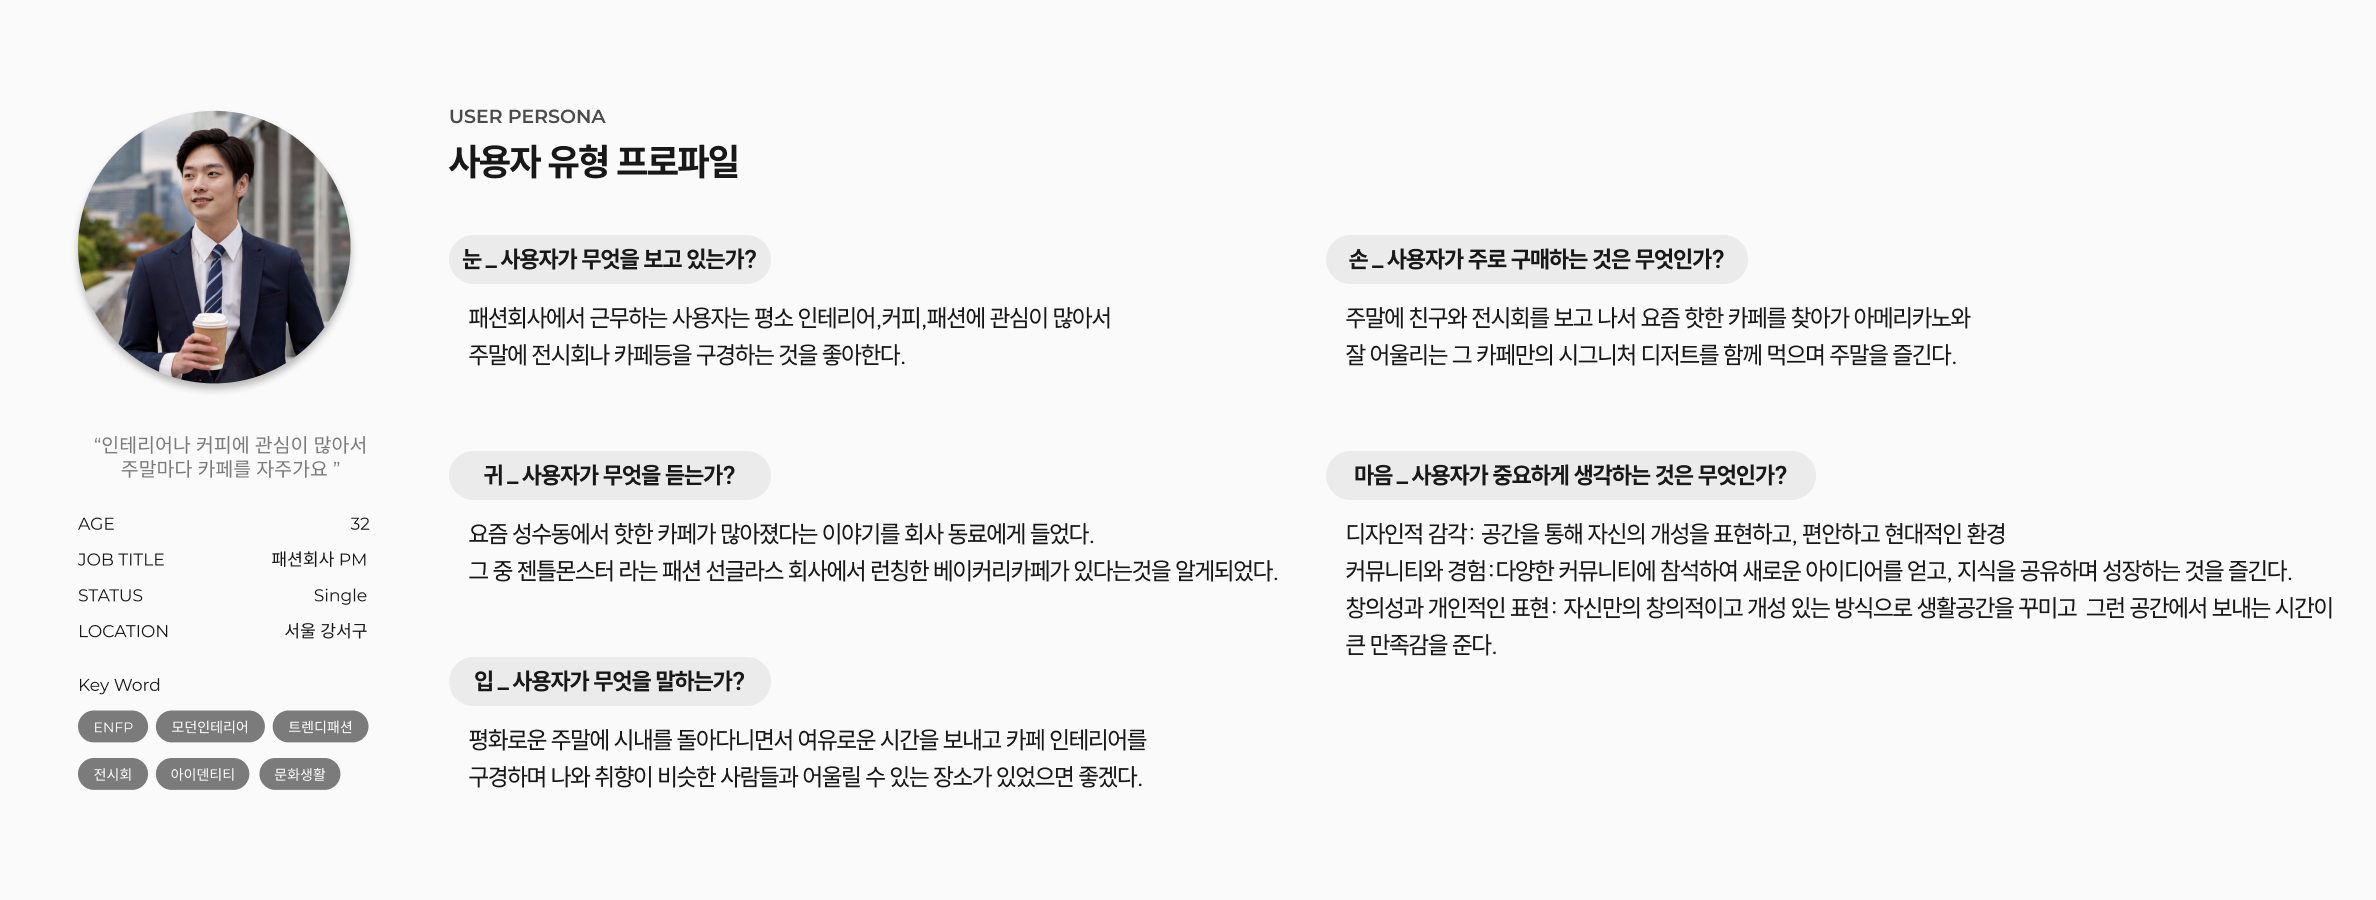 USER PERSONA
사용자 유형 프로파일
“인테리어나 커피에 관심이 많아서
주말마다 카페를 자주가요 ”
AGE 32
JOB TITLE 패션회사 PM
STATUS Single
LOCATION 서울 강서구
Key Word
ENFP 모던인테리어 트렌디패션
전시회 아이덴티티 문화생활
눈 _ 사용자가 무엇을 보고 있는가?
패션회사에서 근무하는 사용자는 평소 인테리어,커피,패션에 관심이 많아서
주말에 전시회나 카페등을 구경하는 것을 좋아한다.
귀 _ 사용자가 무엇을 듣는가?
요즘 성수동에서 핫한 카페가 많아졌다는 이야기를 회사 동료에게 들었다.
그 중 젠틀몬스터 라는 패션 선글라스 회사에서 런칭한 베이커리카페가 있다는것을 알게되었다.
입 _ 사용자가 무엇을 말하는가?
평화로운 주말에 시내를 돌아다니면서 여유로운 시간을 보내고 카페 인테리어를
구경하며 나와 취향이 비슷한 사람들과 어울릴 수 있는 장소가 있었으면 좋겠다.
손 _ 사용자가 주로 구매하는 것은 무엇인가?
주말에 친구와 전시회를 보고 나서 요즘 핫한 카페를 찾아가 아메리카노와
잘 어울리는 그 카페만의 시그니처 디저트를 함께 먹으며 주말을 즐긴다.
마음 _ 사용자가 중요하게 생각하는 것은 무엇인가?
디자인적 감각: 공간을 통해 자신의 개성을 표현하고, 편안하고 현대적인 환경
커뮤니티와 경험:다양한 커뮤니티에 참석하여 새로운 아이디어를 얻고, 지식을 공유하며 성장하는 것을 즐긴다.
창의성과 개인적인 표현: 자신만의 창의적이고 개성 있는 방식으로 생활공간을 꾸미고  그런 공간에서 보내는 시간이
큰 만족감을 준다.